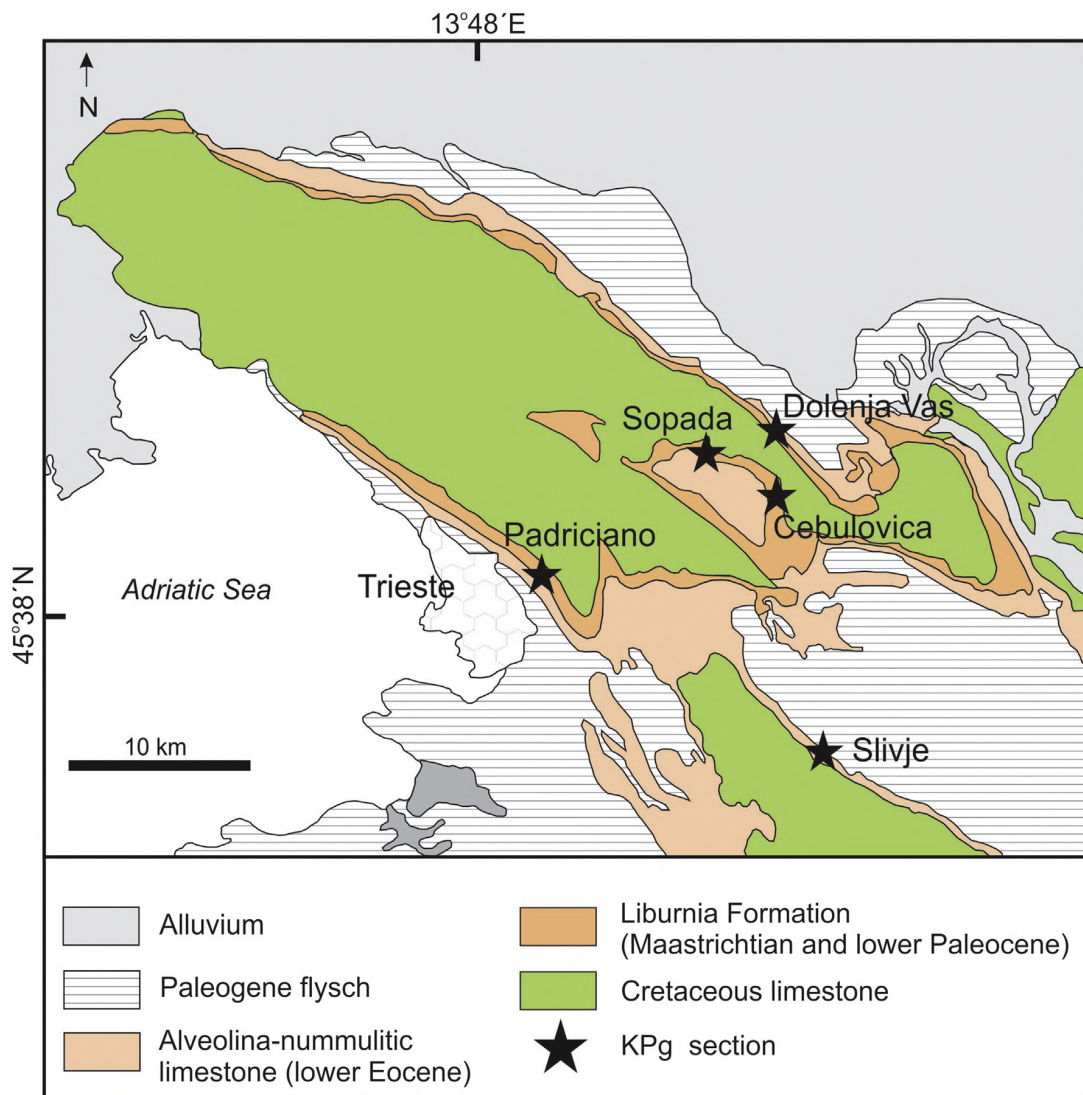 13°48´E
N
Dolenja Vas
Sopada
Cebulovica
Padriciano
Trieste
Adriatic Sea
45°38´N
10 km
Slivje
Alluvium
Paleogene flysch
Alveolina-nummulitic
limestone (lower Eocene)
Liburnia Formation
(Maastrichtian and lower Paleocene)
Cretaceous limestone
KPg section